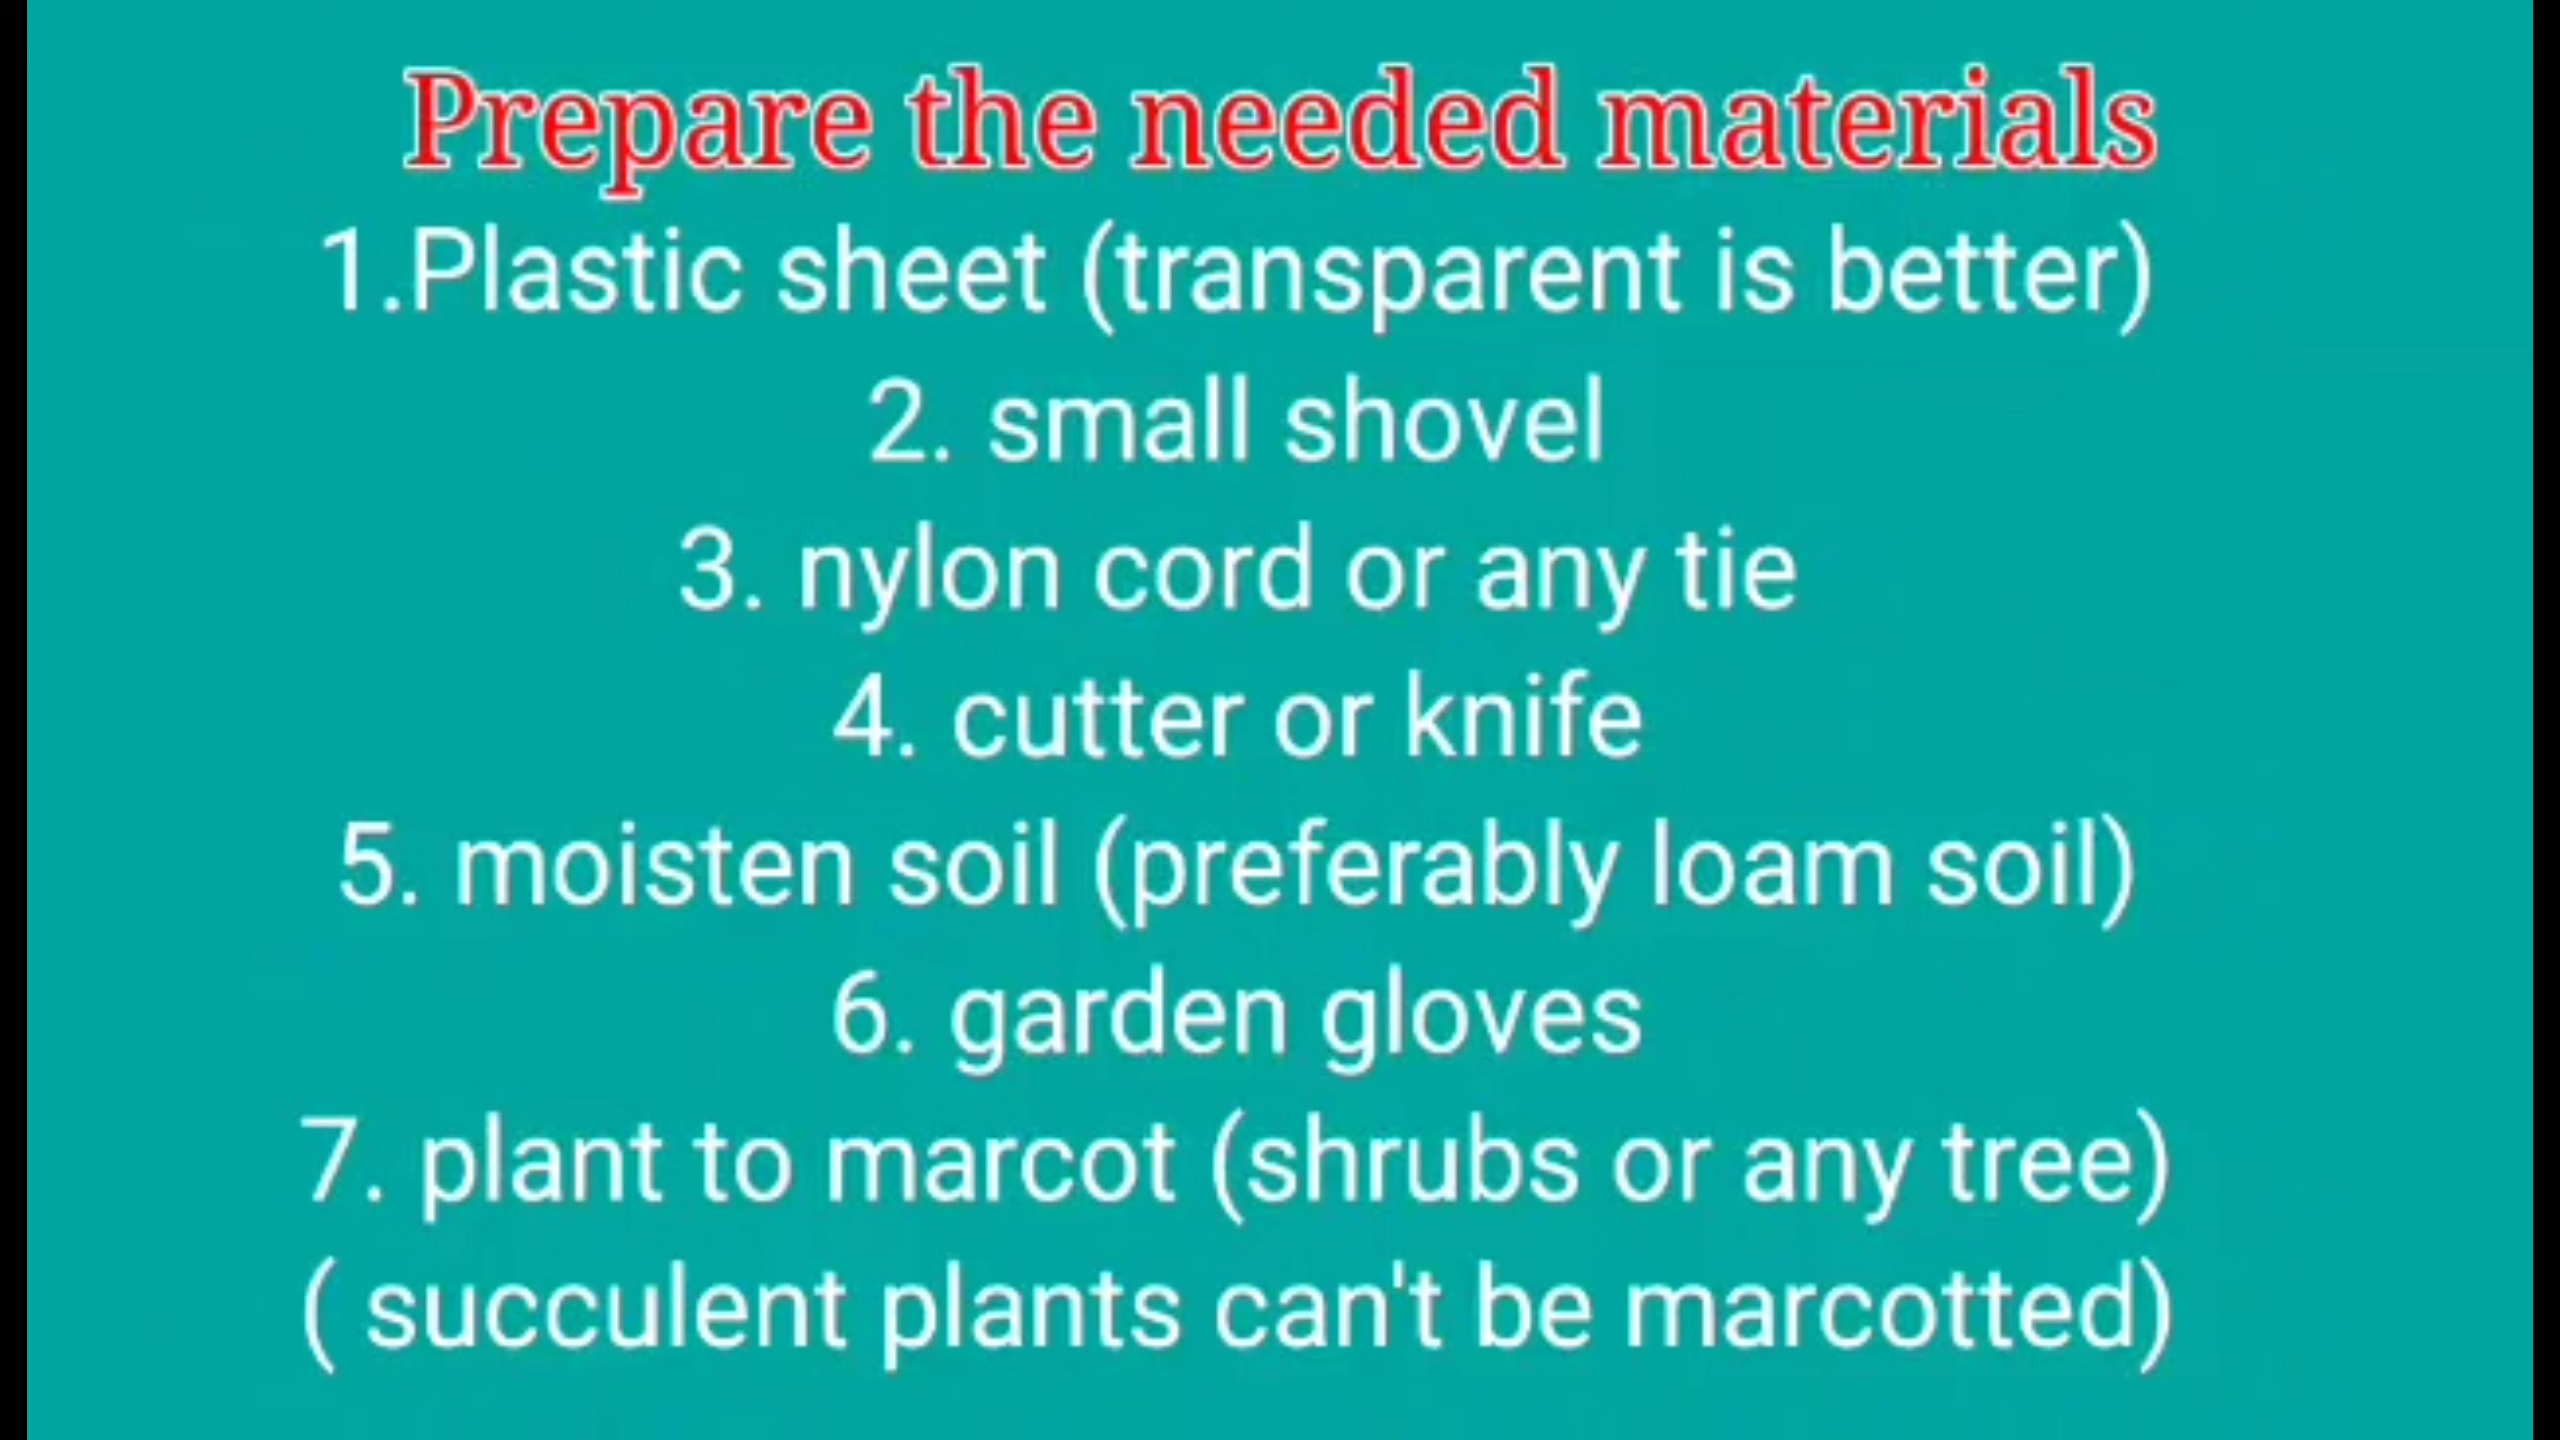 Prepare the needed materials
1.Plastic sheet (transparent is better)
2. small shovel
3. nylon cord or any tie
4. cutter or knife
5. moisten soil (preferably loam soil)
6. garden gloves
7. plant to marcot (shrubs or any tree)
( succulent plants can't be marcotted)